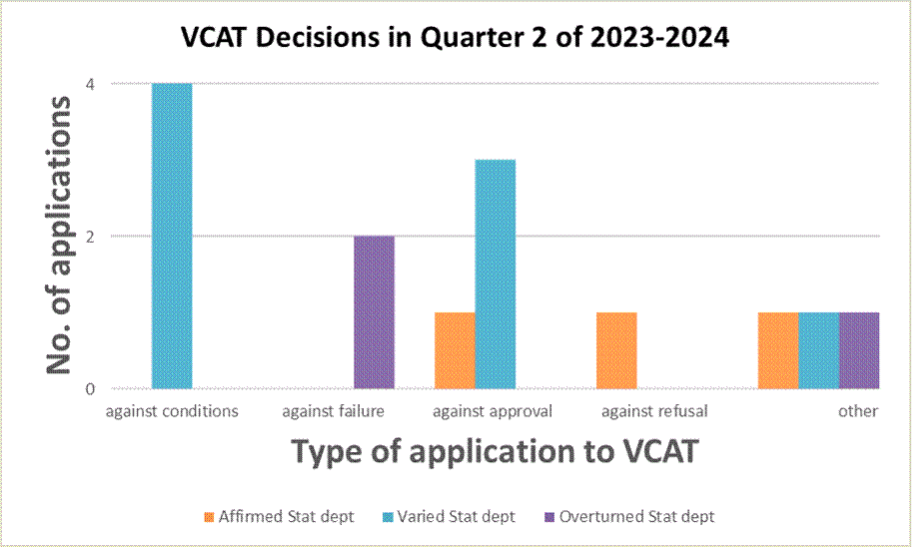 VCAT Decisions in Quarter 2 of 2023-2024
No. of applications
4
2
0
against conditions against failure against approval against refusal other
Type of application to VCAT
Affirmed Stat dept Varied Stat dept Overturned Stat dept